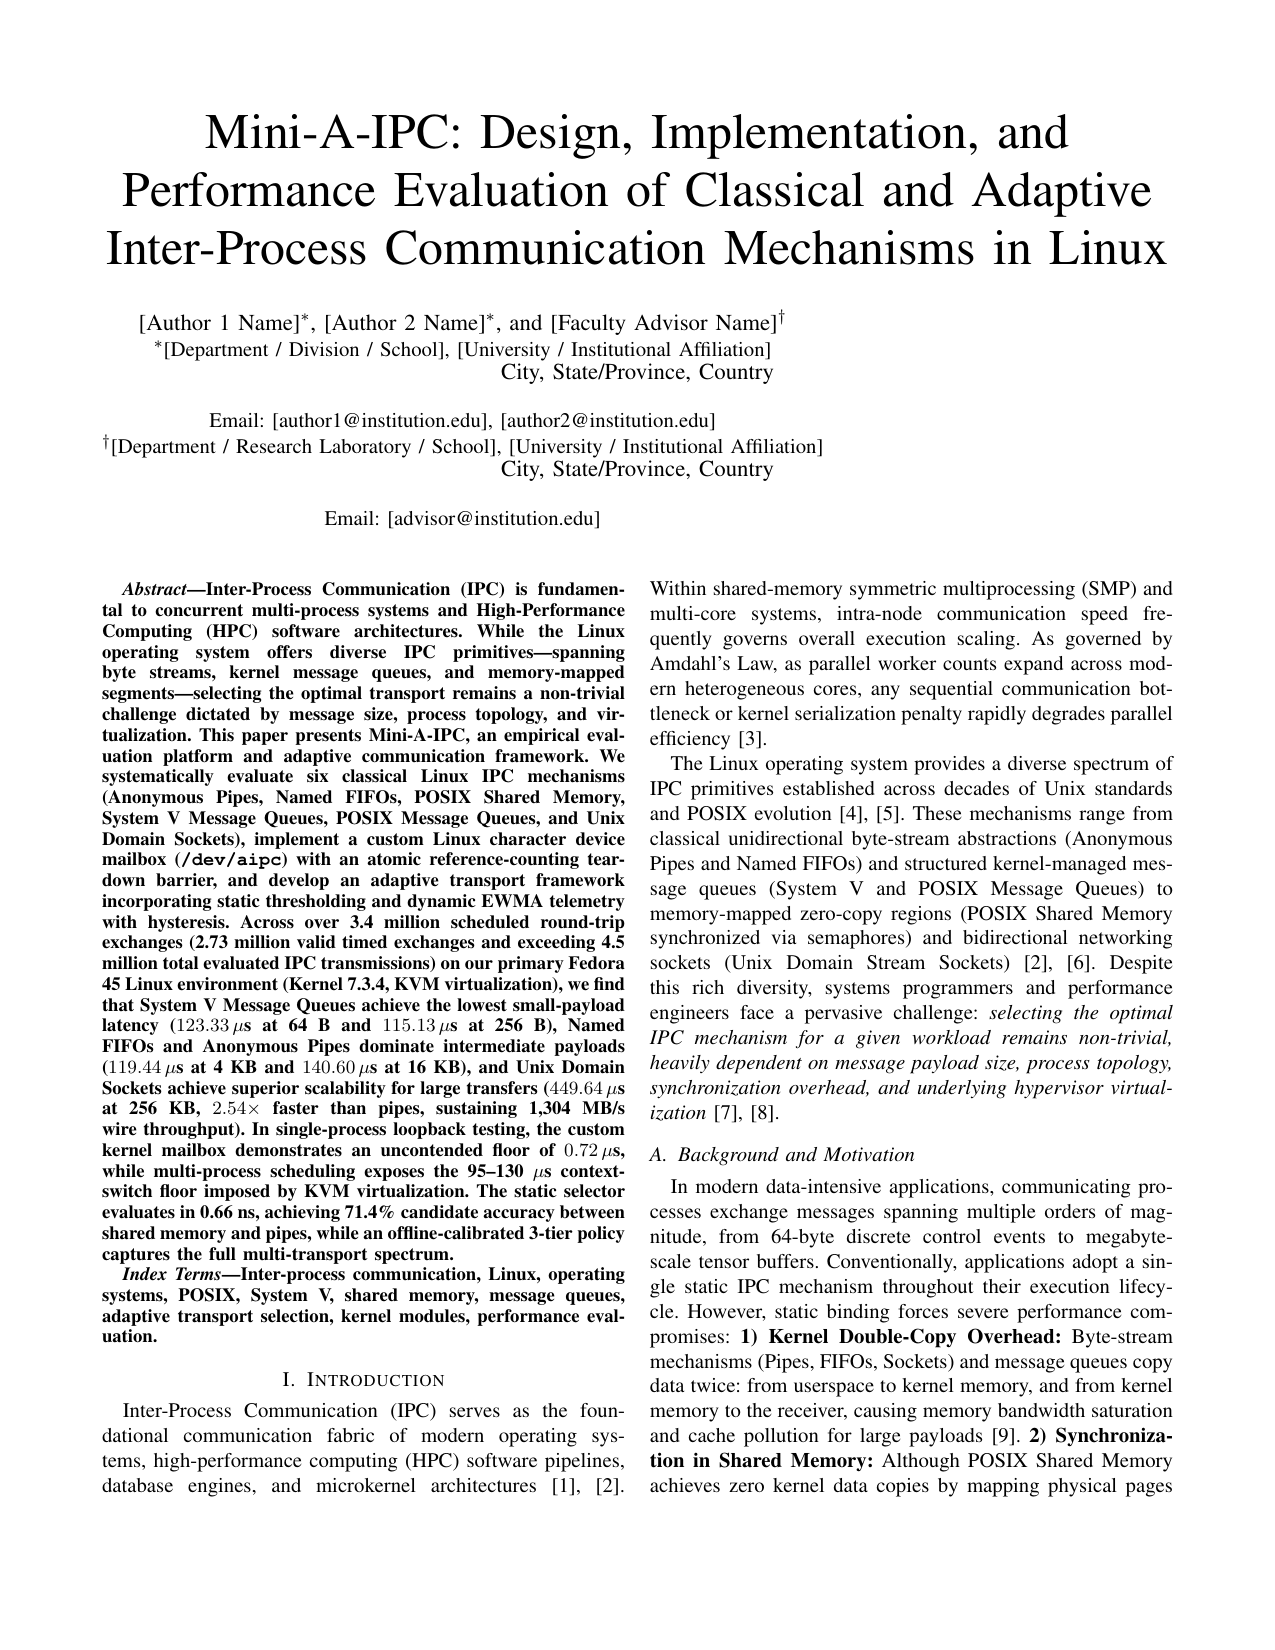 Mini-A-IPC: Design, Implementation, and
Performance Evaluation of Classical and Adaptive
Inter-Process Communication Mechanisms in Linux
[Author 1 Name]*, [Author 2 Name]*, and [Faculty Advisor Name]†
*[Department / Division / School], [University / Institutional Affiliation]
City, State/Province, Country
Email: [author1@institution.edu], [author2@institution.edu]
†[Department / Research Laboratory / School], [University / Institutional Affiliation]
City, State/Province, Country
Email: [advisor@institution.edu]
Abstract—Inter-Process Communication (IPC) is fundamen-
tal to concurrent multi-process systems and High-Performance
Computing (HPC) software architectures. While the Linux
operating system offers diverse IPC primitives—spanning
byte streams, kernel message queues, and memory-mapped
segments—selecting the optimal transport remains a non-trivial
challenge dictated by message size, process topology, and vir-
tualization. This paper presents Mini-A-IPC, an empirical eval-
uation platform and adaptive communication framework. We
systematically evaluate six classical Linux IPC mechanisms
(Anonymous Pipes, Named FIFOs, POSIX Shared Memory,
System V Message Queues, POSIX Message Queues, and Unix
Domain Sockets), implement a custom Linux character device
mailbox (/dev/aipc) with an atomic reference-counting tear-
down barrier, and develop an adaptive transport framework
incorporating static thresholding and dynamic EWMA telemetry
with hysteresis. Across over 3.4 million scheduled round-trip
exchanges (2.73 million valid timed exchanges and exceeding 4.5
million total evaluated IPC transmissions) on our primary Fedora
45 Linux environment (Kernel 7.3.4, KVM virtualization), we find
that System V Message Queues achieve the lowest small-payload
latency (123.33 μs at 64 B and 115.13 μs at 256 B), Named
FIFOs and Anonymous Pipes dominate intermediate payloads
(119.44 μs at 4 KB and 140.60 μs at 16 KB), and Unix Domain
Sockets achieve superior scalability for large transfers (449.64 μs
at 256 KB, 2.54× faster than pipes, sustaining 1,304 MB/s
wire throughput). In single-process loopback testing, the custom
kernel mailbox demonstrates an uncontended floor of 0.72 μs,
while multi-process scheduling exposes the 95–130 μs context-
switch floor imposed by KVM virtualization. The static selector
evaluates in 0.66 ns, achieving 71.4% candidate accuracy between
shared memory and pipes, while an offline-calibrated 3-tier policy
captures the full multi-transport spectrum.
Index Terms—Inter-process communication, Linux, operating
systems, POSIX, System V, shared memory, message queues,
adaptive transport selection, kernel modules, performance eval-
uation.
I. INTRODUCTION
Inter-Process Communication (IPC) serves as the foun-
dational communication fabric of modern operating sys-
tems, high-performance computing (HPC) software pipelines,
database engines, and microkernel architectures [1], [2].
Within shared-memory symmetric multiprocessing (SMP) and
multi-core systems, intra-node communication speed fre-
quently governs overall execution scaling. As governed by
Amdahl's Law, as parallel worker counts expand across mod-
ern heterogeneous cores, any sequential communication bot-
tleneck or kernel serialization penalty rapidly degrades parallel
efficiency [3].
The Linux operating system provides a diverse spectrum of
IPC primitives established across decades of Unix standards
and POSIX evolution [4], [5]. These mechanisms range from
classical unidirectional byte-stream abstractions (Anonymous
Pipes and Named FIFOs) and structured kernel-managed mes-
sage queues (System V and POSIX Message Queues) to
memory-mapped zero-copy regions (POSIX Shared Memory
synchronized via semaphores) and bidirectional networking
sockets (Unix Domain Stream Sockets) [2], [6]. Despite
this rich diversity, systems programmers and performance
engineers face a pervasive challenge: selecting the optimal
IPC mechanism for a given workload remains non-trivial,
heavily dependent on message payload size, process topology,
synchronization overhead, and underlying hypervisor virtual-
ization [7], [8].
A. Background and Motivation
In modern data-intensive applications, communicating pro-
cesses exchange messages spanning multiple orders of mag-
nitude, from 64-byte discrete control events to megabyte-
scale tensor buffers. Conventionally, applications adopt a sin-
gle static IPC mechanism throughout their execution lifecy-
cle. However, static binding forces severe performance com-
promises: 1) Kernel Double-Copy Overhead: Byte-stream
mechanisms (Pipes, FIFOs, Sockets) and message queues copy
data twice: from userspace to kernel memory, and from kernel
memory to the receiver, causing memory bandwidth saturation
and cache pollution for large payloads [9]. 2) Synchroniza-
tion in Shared Memory: Although POSIX Shared Memory
achieves zero kernel data copies by mapping physical pages